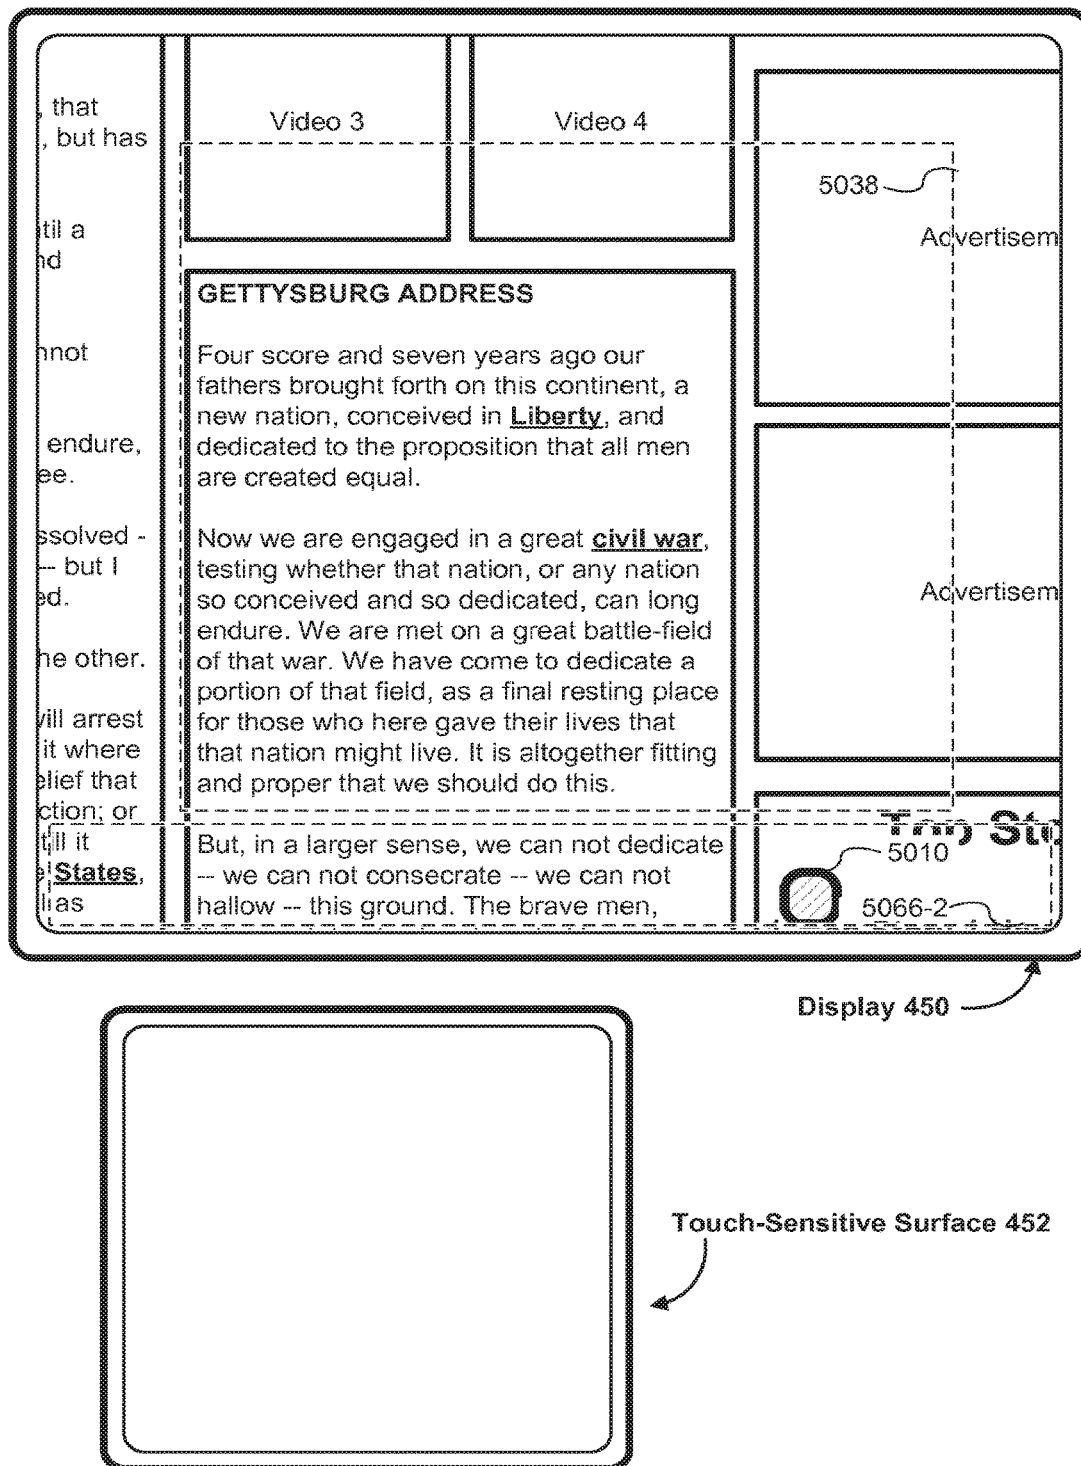 , that
, but has
til a
nd
nnot
endure,
ee.
ssolved -
-- but I
ed.
he other.
vill arrest
it where
elief that
ction; or
till it
States,
as
Video 3
Video 4
GETTYSBURG ADDRESS
Four score and seven years ago our
fathers brought forth on this continent, a
new nation, conceived in Liberty, and
dedicated to the proposition that all men
are created equal.
Now we are engaged in a great civil war,
testing whether that nation, or any nation
so conceived and so dedicated, can long
endure. We are met on a great battle-field
of that war. We have come to dedicate a
portion of that field, as a final resting place
for those who here gave their lives that
that nation might live. It is altogether fitting
and proper that we should do this.
But, in a larger sense, we can not dedicate
-- we can not consecrate -- we can not
hallow -- this ground. The brave men,
5038
Advertisem
Advertisem
5010
5066-2
Display 450
Touch-Sensitive Surface 452